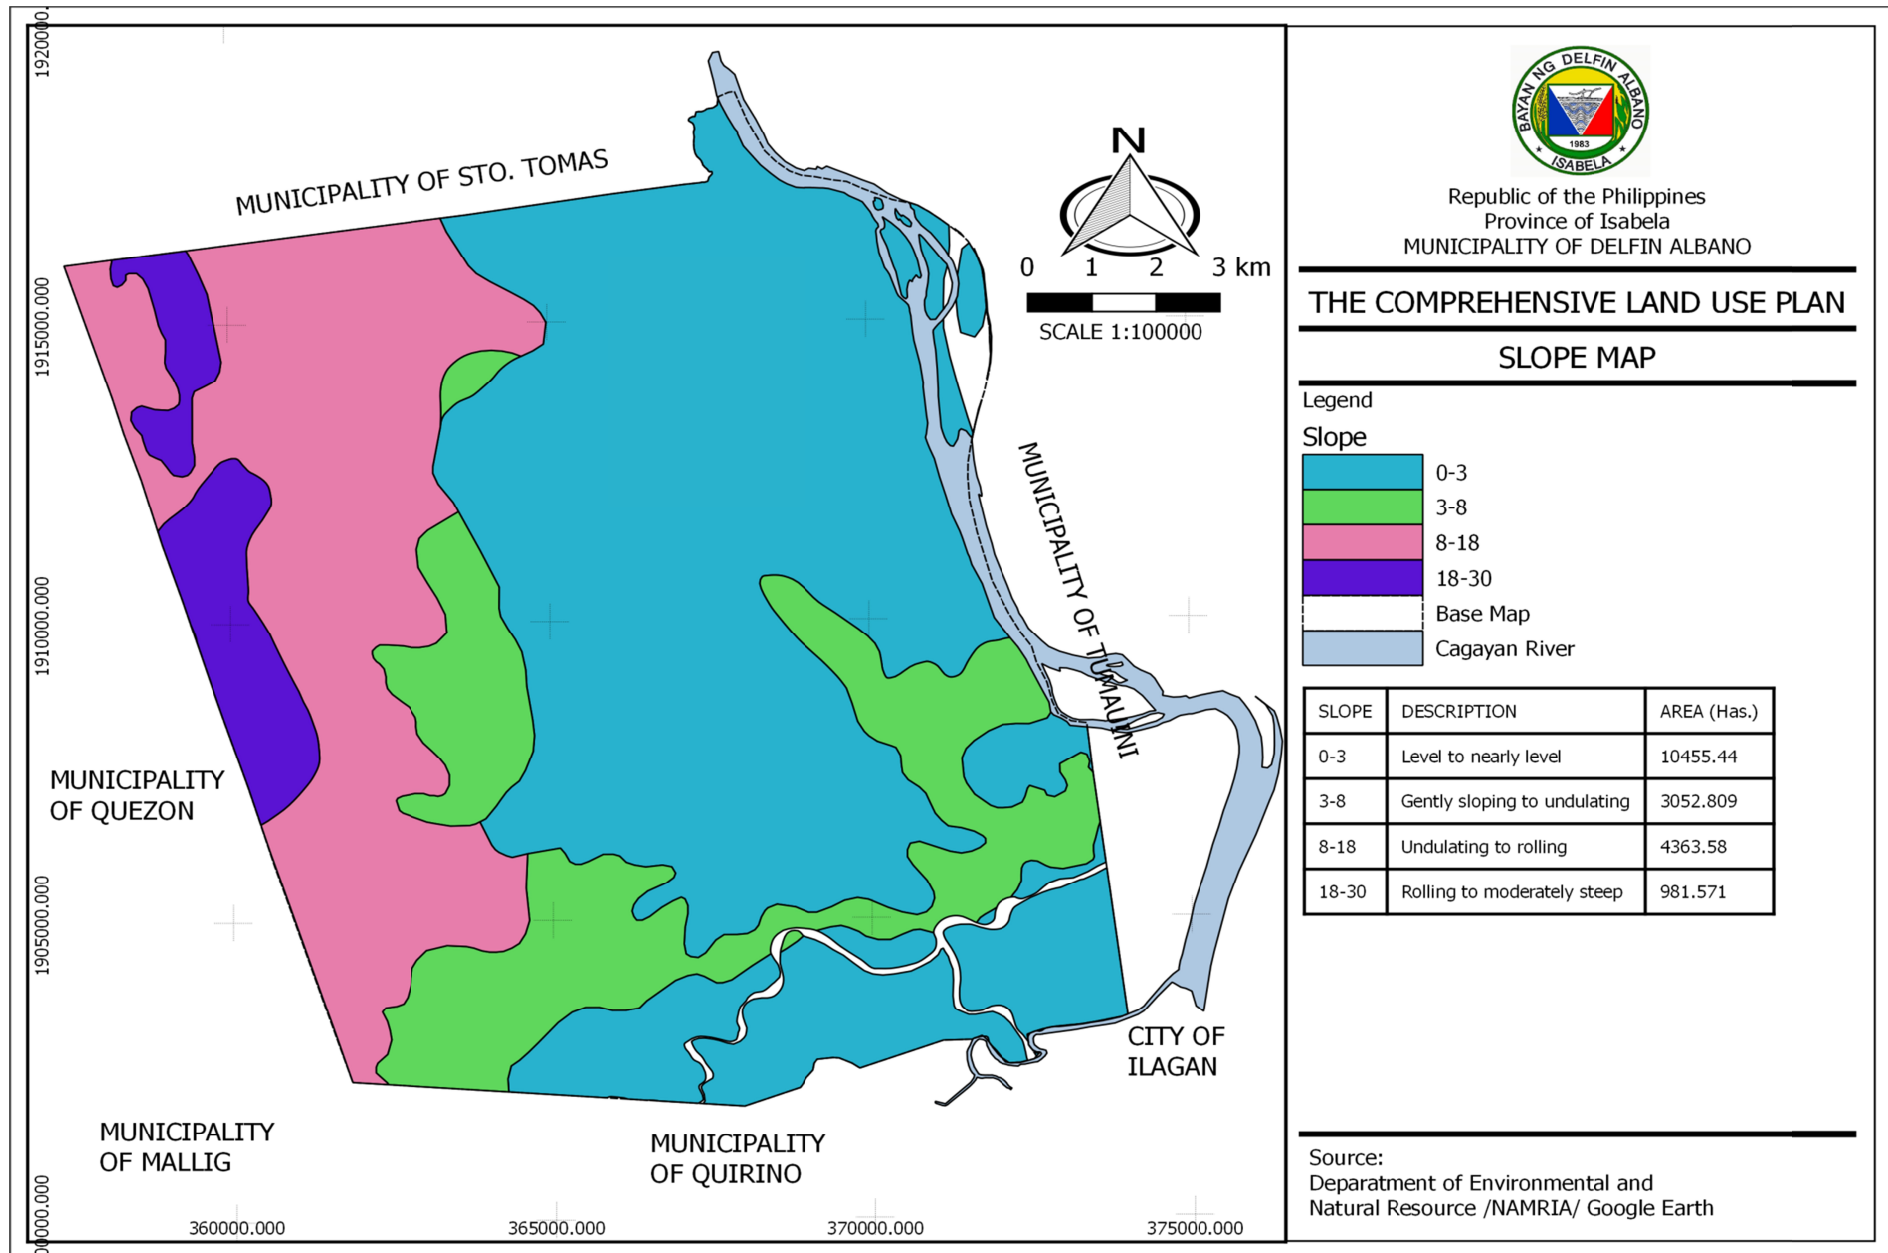 1920000.000
1915000.000
1910000.000
1905000.000
00000.000
360000.000
365000.000
370000.000
375000.000
MUNICIPALITY OF STO. TOMAS
MUNICIPALITY OF TUMAUINI
MUNICIPALITY
OF QUEZON
MUNICIPALITY
OF MALLIG
MUNICIPALITY
OF QUIRINO
CITY OF
ILAGAN
N
0 1 2 3 km
SCALE 1:100000
BAYAN NG DELFIN ALBANO
1983
ISABELA
Republic of the Philippines
Province of Isabela
MUNICIPALITY OF DELFIN ALBANO
THE COMPREHENSIVE LAND USE PLAN
SLOPE MAP
Legend
Slope
0-3
3-8
8-18
18-30
Base Map
Cagayan River
SLOPE DESCRIPTION AREA (Has.)
0-3 Level to nearly level 10455.44
3-8 Gently sloping to undulating 3052.809
8-18 Undulating to rolling 4363.58
18-30 Rolling to moderately steep 981.571
Source:
Deparatment of Environmental and
Natural Resource /NAMRIA/ Google Earth